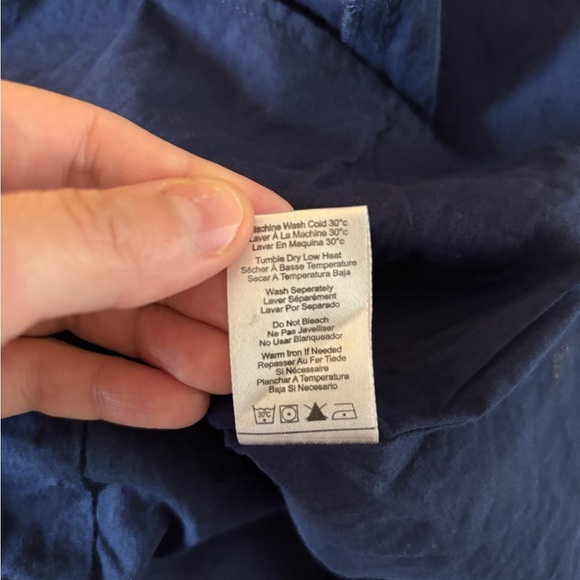 Machine Wash Cold 30°c
Laver À La Machine 30°c
Lavar En Maquina 30°c
Tumble Dry Low Heat
Sécher À Basse Temperature
Secar A Temperatura Baja
Wash Seperately
Laver Séparément
Lavar Por Separado
Do Not Bleach
Ne Pas Javelliser
No Usar Blanqueador
Warm Iron If Needed
Repasser Au Fer Tiede
Si Nécessaire
Planchar A Temperatura
Baja Si Necesario
30°C